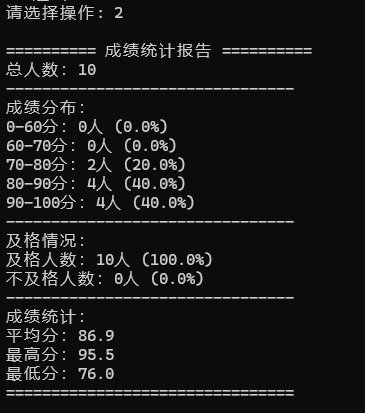 请选择操作: 2
========== 成绩统计报告 ==========
总人数: 10
--------------------------------
成绩分布:
0-60分: 0人 (0.0%)
60-70分: 0人 (0.0%)
70-80分: 2人 (20.0%)
80-90分: 4人 (40.0%)
90-100分: 4人 (40.0%)
--------------------------------
及格情况:
及格人数: 10人 (100.0%)
不及格人数: 0人 (0.0%)
--------------------------------
成绩统计:
平均分: 86.9
最高分: 95.5
最低分: 76.0
================================